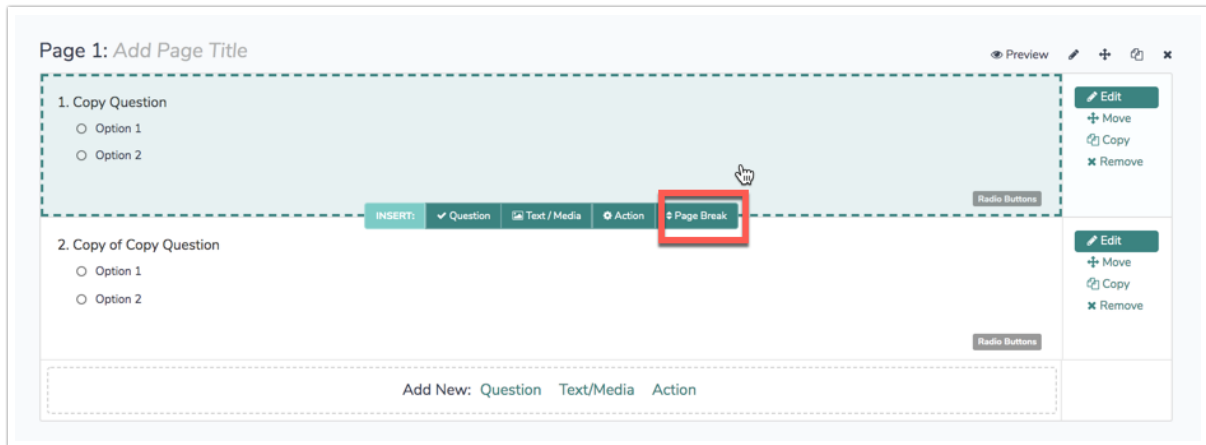 Page 1: Add Page Title
Preview
1. Copy Question
Option 1
Option 2
Radio Buttons
Edit
Move
Copy
Remove
INSERT: Question Text / Media Action Page Break
2. Copy of Copy Question
Option 1
Option 2
Radio Buttons
Edit
Move
Copy
Remove
Add New: Question Text/Media Action